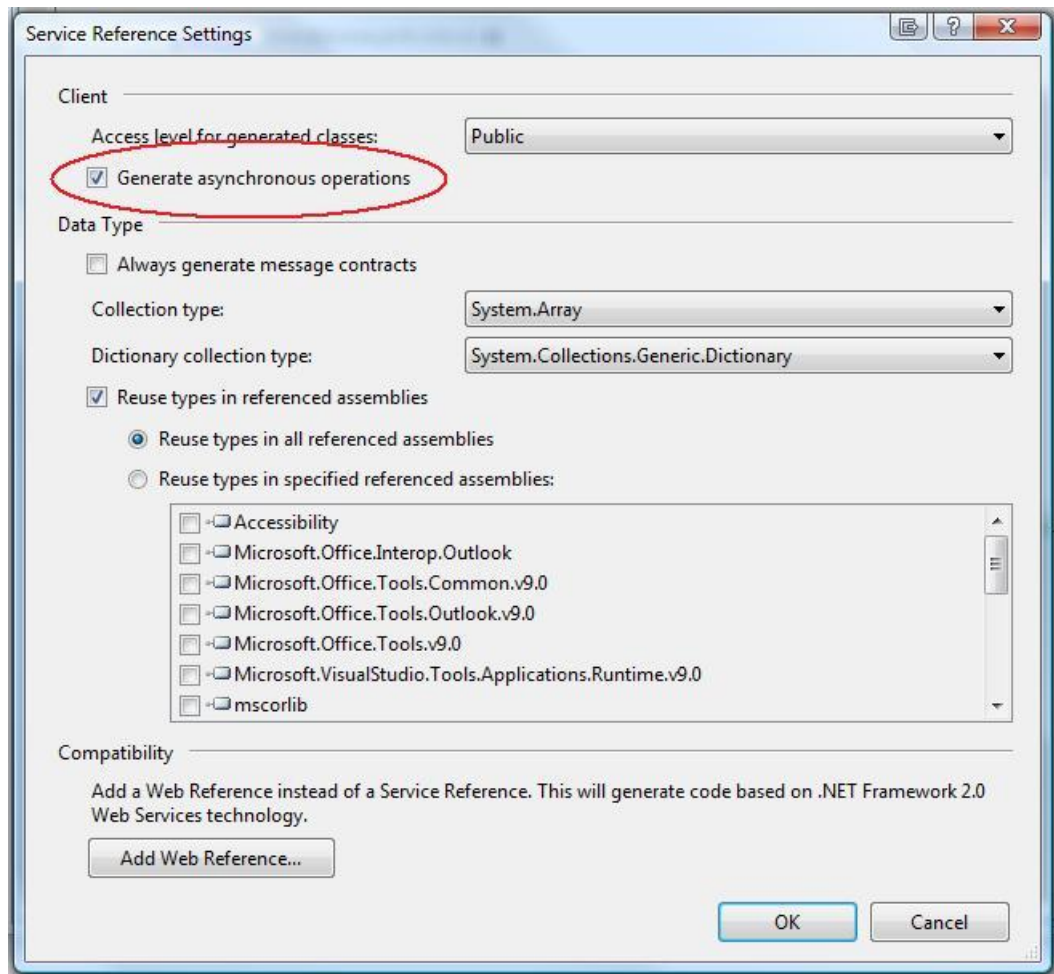 Service Reference Settings
Client
Access level for generated classes:
Public
Generate asynchronous operations
Data Type
Always generate message contracts
Collection type:
System.Array
Dictionary collection type:
System.Collections.Generic.Dictionary
Reuse types in referenced assemblies
Reuse types in all referenced assemblies
Reuse types in specified referenced assemblies:
Accessibility
Microsoft.Office.Interop.Outlook
Microsoft.Office.Tools.Common.v9.0
Microsoft.Office.Tools.Outlook.v9.0
Microsoft.Office.Tools.v9.0
Microsoft.VisualStudio.Tools.Applications.Runtime.v9.0
mscorlib
Compatibility
Add a Web Reference instead of a Service Reference. This will generate code based on .NET Framework 2.0
Web Services technology.
Add Web Reference...
OK
Cancel